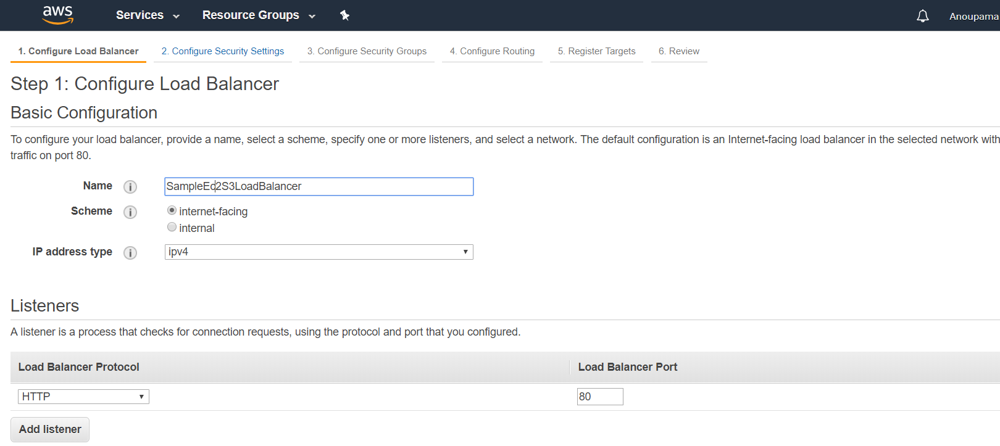 aws Services Resource Groups Anoupama
1. Configure Load Balancer 2. Configure Security Settings 3. Configure Security Groups 4. Configure Routing 5. Register Targets 6. Review
Step 1: Configure Load Balancer
Basic Configuration
To configure your load balancer, provide a name, select a scheme, specify one or more listeners, and select a network. The default configuration is an Internet-facing load balancer in the selected network with
traffic on port 80.
Name i SampleEc2S3LoadBalancer
Scheme i internet-facing
internal
IP address type i ipv4
Listeners
A listener is a process that checks for connection requests, using the protocol and port that you configured.
Load Balancer Protocol Load Balancer Port
HTTP 80
Add listener